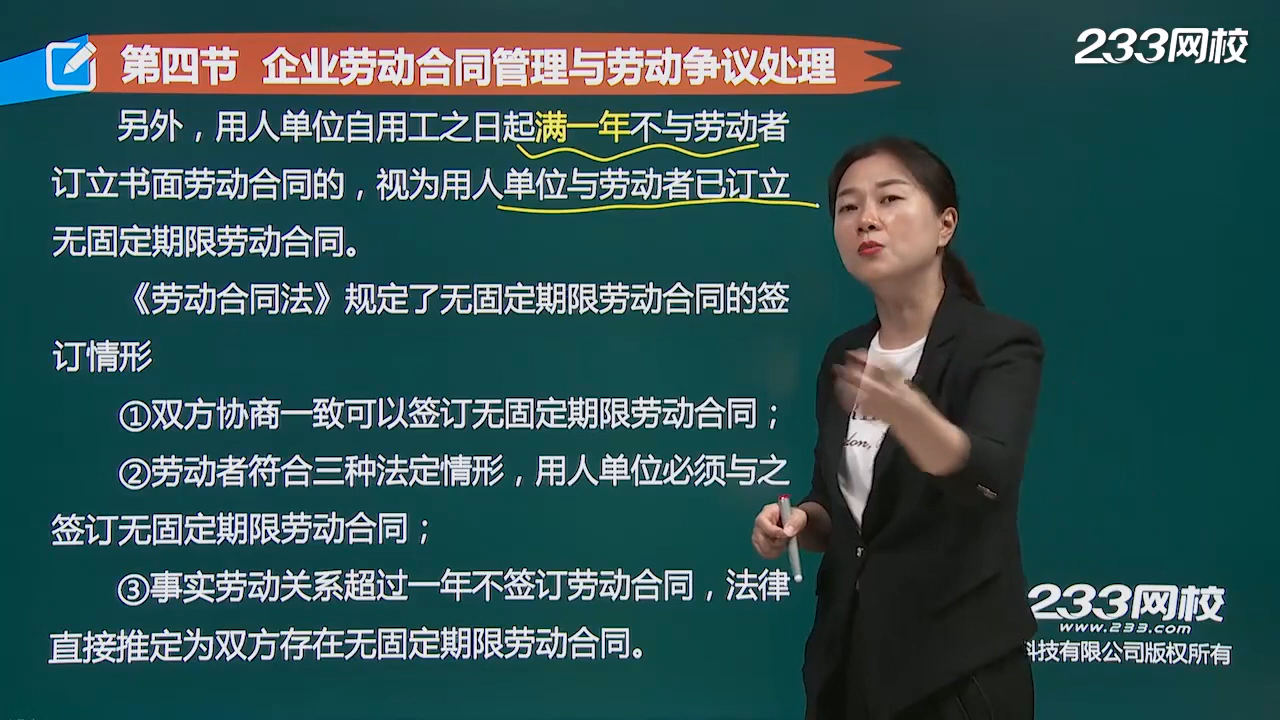 第四节 企业劳动合同管理与劳动争议处理
233网校
另外，用人单位自用工之日起满一年不与劳动者
订立书面劳动合同的，视为用人单位与劳动者已订立
无固定期限劳动合同。
《劳动合同法》规定了无固定期限劳动合同的签
订情形
①双方协商一致可以签订无固定期限劳动合同；
②劳动者符合三种法定情形，用人单位必须与之
签订无固定期限劳动合同；
③事实劳动关系超过一年不签订劳动合同，法律
直接推定为双方存在无固定期限劳动合同。
233网校
www.233.com
科技有限公司版权所有